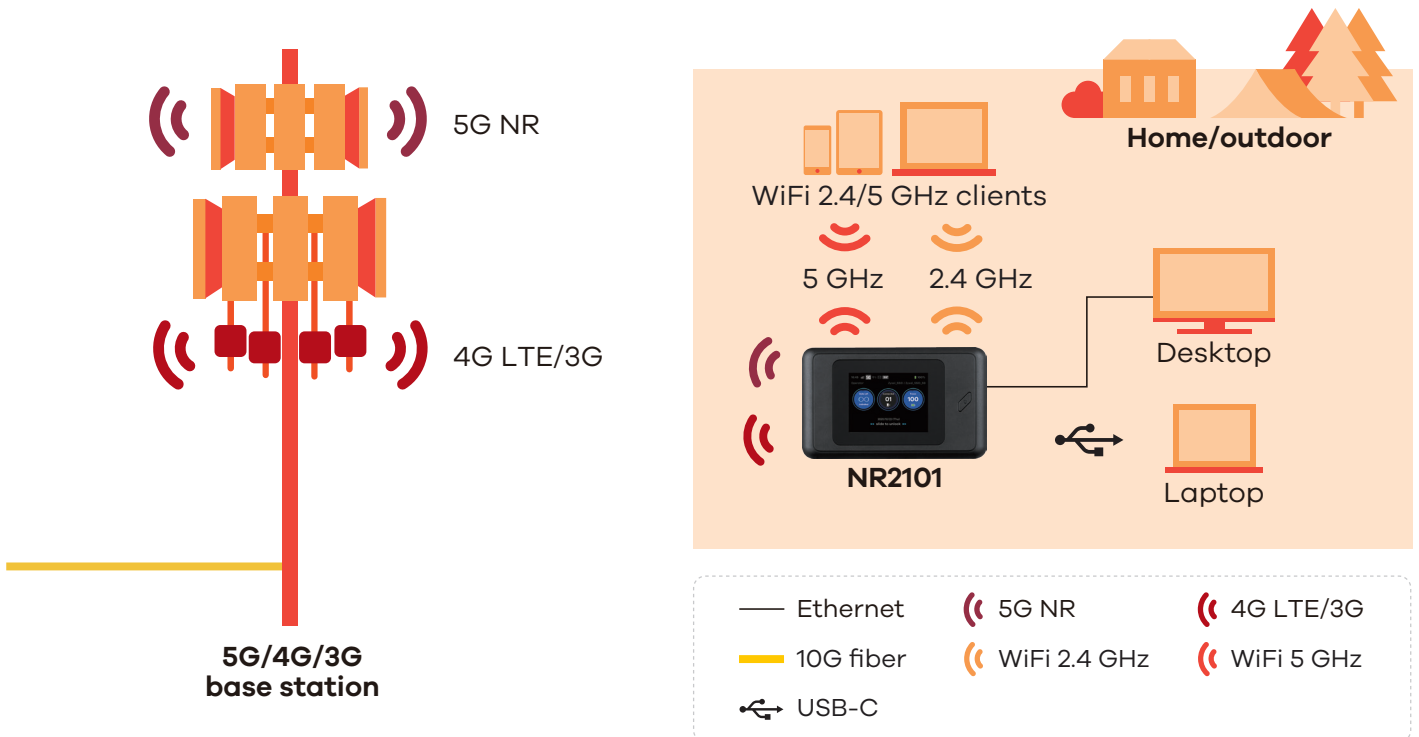 5G NR
4G LTE/3G
5G/4G/3G
base station
Home/outdoor
WiFi 2.4/5 GHz clients
5 GHz
2.4 GHz
Desktop
01
100
NR2101
Laptop
Ethernet
5G NR
4G LTE/3G
10G fiber
WiFi 2.4 GHz
WiFi 5 GHz
USB-C